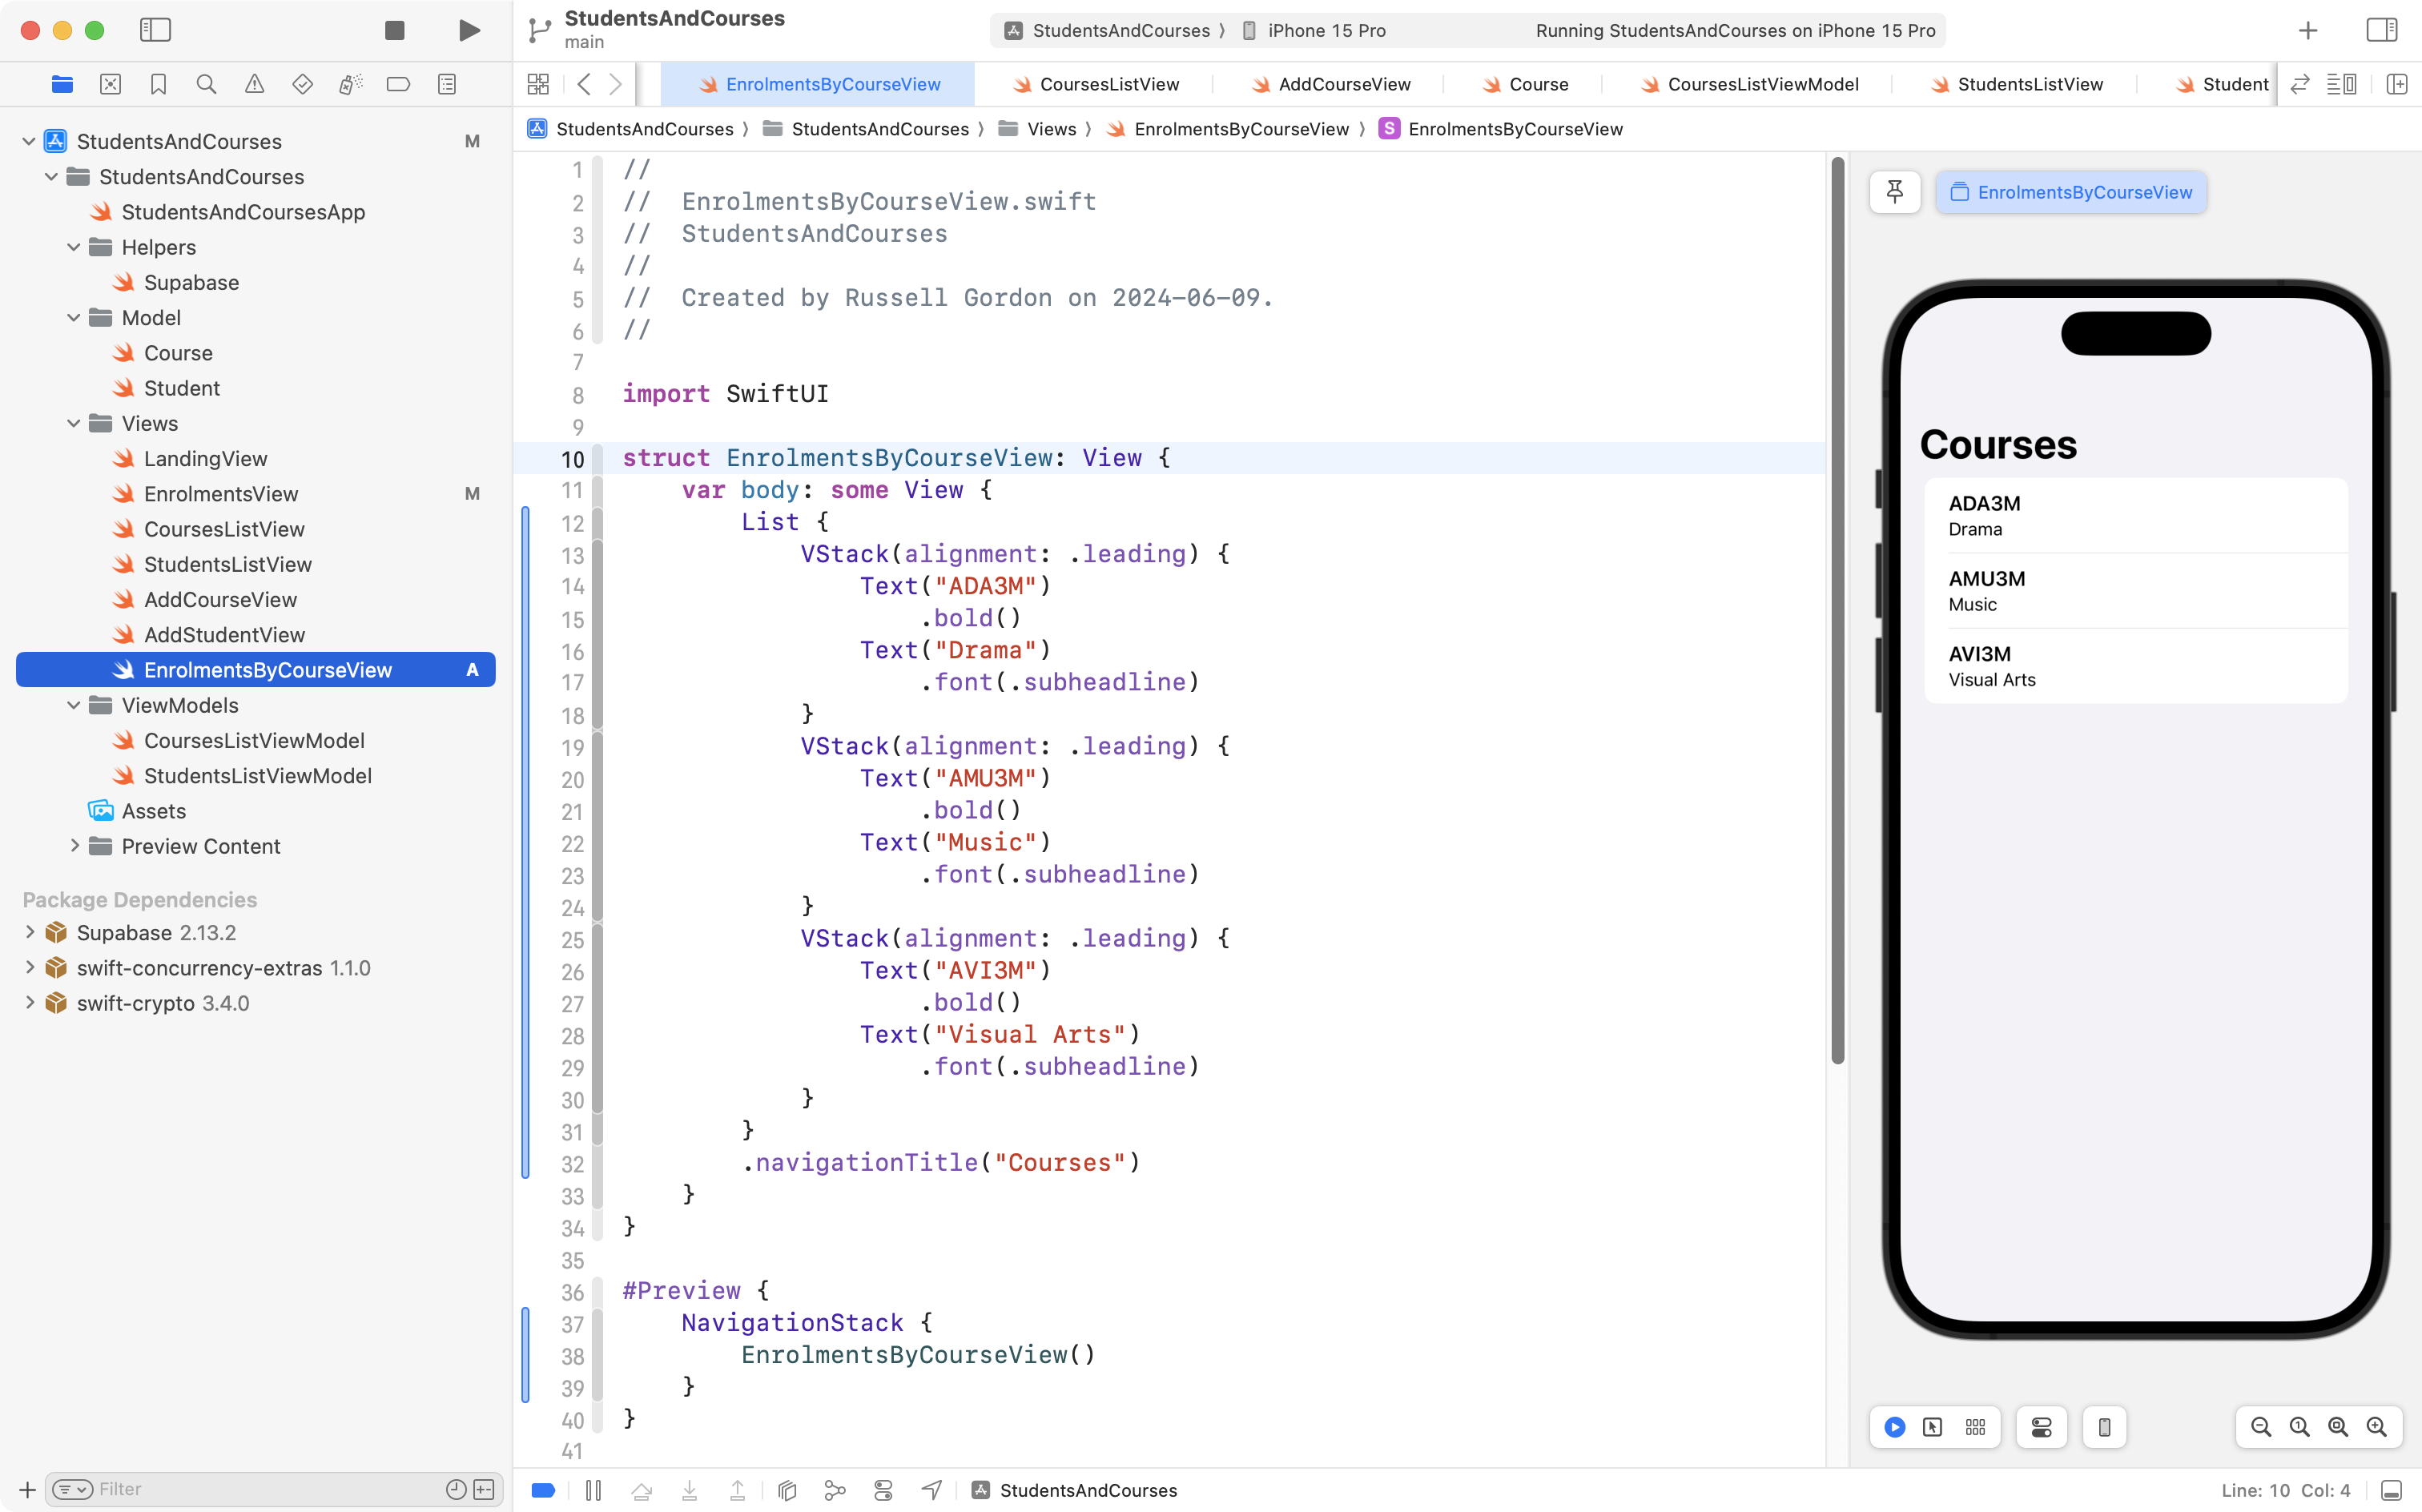 StudentsAndCourses
main
StudentsAndCourses 〉 iPhone 15 Pro
Running StudentsAndCourses on iPhone 15 Pro
EnrolmentsByCourseView
CoursesListView
AddCourseView
Course
CoursesListViewModel
StudentsListView
Student
StudentsAndCourses 〉 StudentsAndCourses 〉 Views 〉 EnrolmentsByCourseView 〉 S EnrolmentsByCourseView
StudentsAndCourses M
StudentsAndCourses
StudentsAndCoursesApp
Helpers
Supabase
Model
Course
Student
Views
LandingView
EnrolmentsView M
CoursesListView
StudentsListView
AddCourseView
AddStudentView
EnrolmentsByCourseView A
ViewModels
CoursesListViewModel
StudentsListViewModel
Assets
Preview Content
Package Dependencies
Supabase 2.13.2
swift-concurrency-extras 1.1.0
swift-crypto 3.4.0
Filter
1 //
2 //  EnrolmentsByCourseView.swift
3 //  StudentsAndCourses
4 //
5 //  Created by Russell Gordon on 2024-06-09.
6 //
7
8 import SwiftUI
9
10 struct EnrolmentsByCourseView: View {
11     var body: some View {
12         List {
13             VStack(alignment: .leading) {
14                 Text("ADA3M")
15                     .bold()
16                 Text("Drama")
17                     .font(.subheadline)
18             }
19             VStack(alignment: .leading) {
20                 Text("AMU3M")
21                     .bold()
22                 Text("Music")
23                     .font(.subheadline)
24             }
25             VStack(alignment: .leading) {
26                 Text("AVI3M")
27                     .bold()
28                 Text("Visual Arts")
29                     .font(.subheadline)
30             }
31         }
32         .navigationTitle("Courses")
33     }
34 }
35
36 #Preview {
37     NavigationStack {
38         EnrolmentsByCourseView()
39     }
40 }
41
EnrolmentsByCourseView
Courses
ADA3M
Drama
AMU3M
Music
AVI3M
Visual Arts
StudentsAndCourses
Line: 10 Col: 4